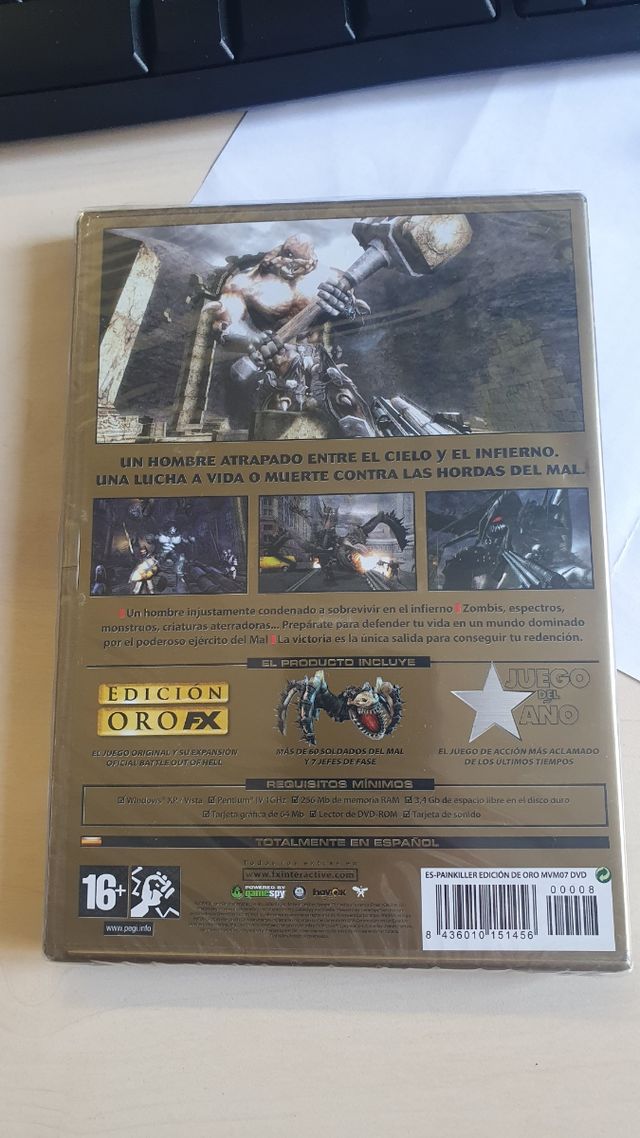 UN HOMBRE ATRAPADO ENTRE EL CIELO Y EL INFIERNO.
UNA LUCHA A VIDA O MUERTE CONTRA LAS HORDAS DEL MAL.
Un hombre injustamente condenado a sobrevivir en el infierno Zombis, espectros,
monstruos, criaturas aterradoras... Prepárate para defender tu vida en un mundo dominado
por el poderoso ejército del Mal La victoria es la única salida para conseguir tu redención.
EL PRODUCTO INCLUYE
EDICIÓN
ORO FX
JUEGO
DEL
AÑO
EL JUEGO ORIGINAL Y SU EXPANSIÓN
OFICIAL BATTLE OUT OF HELL
MÁS DE 60 SOLDADOS DEL MAL
Y 7 JEFES DE FASE
EL JUEGO DE ACCIÓN MÁS ACLAMADO
DE LOS ÚLTIMOS TIEMPOS
REQUISITOS MÍNIMOS
Windows® XP / Vista Pentium® IV 1GHz 256 Mb de memoria RAM 3,4 Gb de espacio libre en el disco duro
Tarjeta gráfica de 64 Mb Lector de DVD-ROM Tarjeta de sonido
TOTALMENTE EN ESPAÑOL
16+
www.pegi.info
www.fxinteractive.com
POWERED BY
gamespy
havok
ES-PAINKILLER EDICIÓN DE ORO MVM07 DVD
00008
8 436010 151456